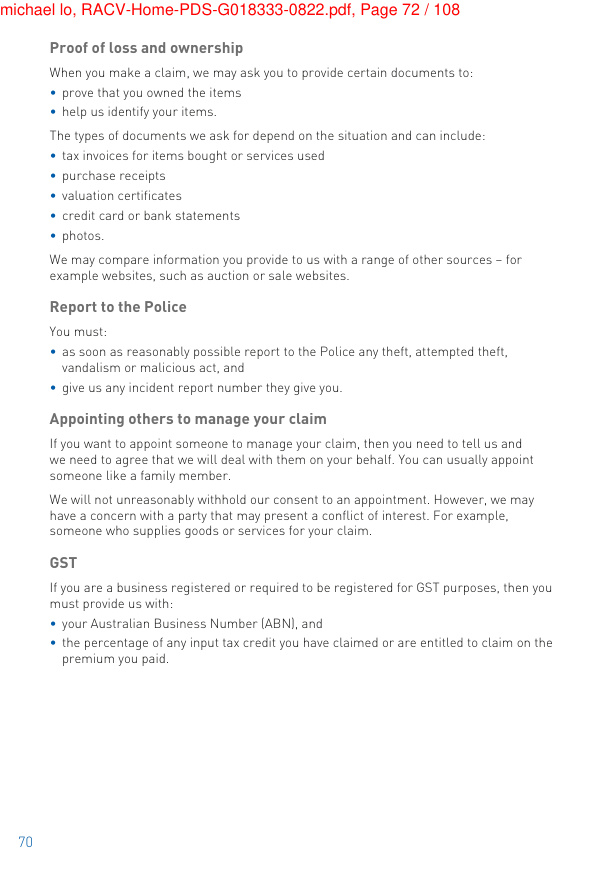 michael lo, RACV-Home-PDS-G018333-0822.pdf, Page 72 / 108
Proof of loss and ownership
When you make a claim, we may ask you to provide certain documents to:
• prove that you owned the items
• help us identify your items.
The types of documents we ask for depend on the situation and can include:
• tax invoices for items bought or services used
• purchase receipts
• valuation certificates
• credit card or bank statements
• photos.
We may compare information you provide to us with a range of other sources – for
example websites, such as auction or sale websites.
Report to the Police
You must:
• as soon as reasonably possible report to the Police any theft, attempted theft,
vandalism or malicious act, and
• give us any incident report number they give you.
Appointing others to manage your claim
If you want to appoint someone to manage your claim, then you need to tell us and
we need to agree that we will deal with them on your behalf. You can usually appoint
someone like a family member.
We will not unreasonably withhold our consent to an appointment. However, we may
have a concern with a party that may present a conflict of interest. For example,
someone who supplies goods or services for your claim.
GST
If you are a business registered or required to be registered for GST purposes, then you
must provide us with:
• your Australian Business Number (ABN), and
• the percentage of any input tax credit you have claimed or are entitled to claim on the
premium you paid.
70